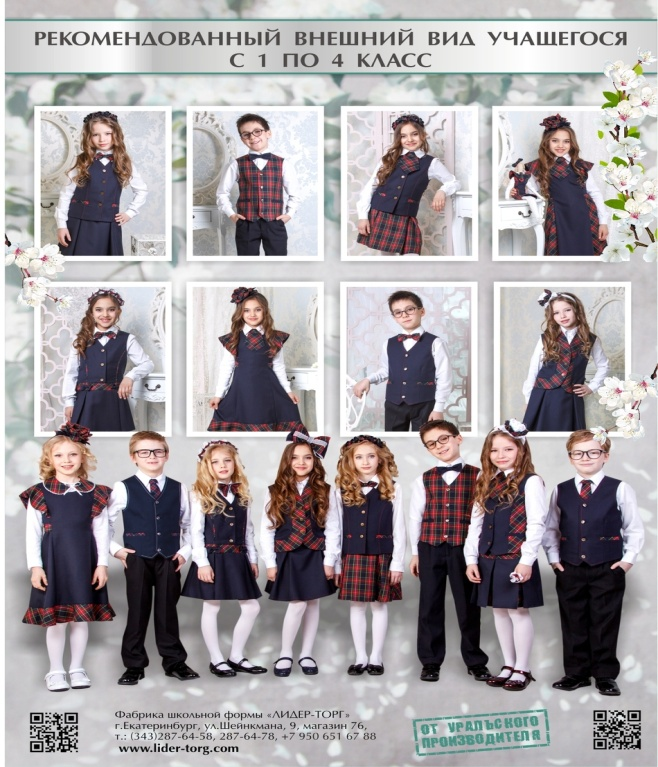 РЕКОМЕНДОВАННЫЙ ВНЕШНИЙ ВИД УЧАЩЕГОСЯ
С 1 ПО 4 КЛАСС
Фабрика школьной формы «ЛИДЕР-ТОРГ»
г.Екатеринбург, ул.Шейнкмана, 9, магазин 76,
т.: (343)287-64-58, 287-64-78, +7 950 651 67 88
www.lider-torg.com
ОТ УРАЛЬСКОГО
ПРОИЗВОДИТЕЛЯ